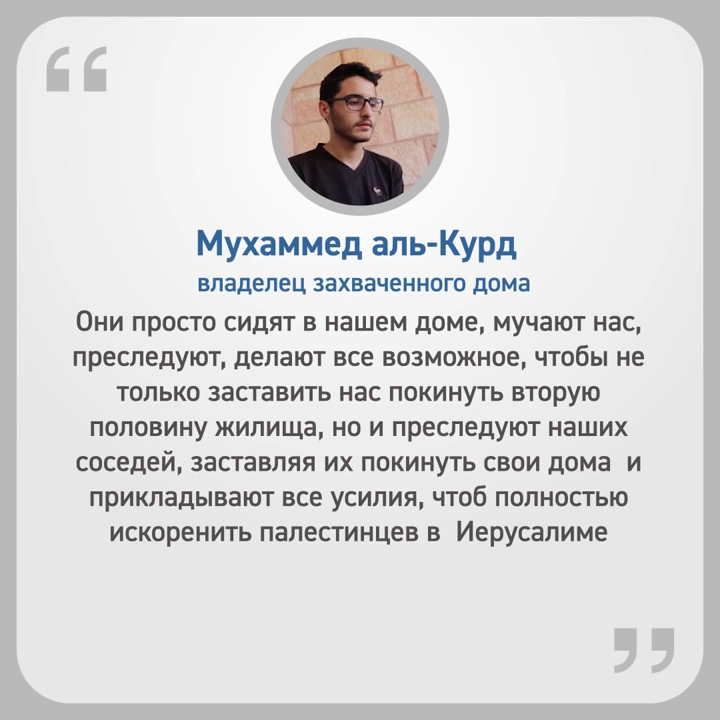 Мухаммед аль-Курд
владелец захваченного дома
Они просто сидят в нашем доме, мучают нас,
преследуют, делают все возможное, чтобы не
только заставить нас покинуть вторую
половину жилища, но и преследуют наших
соседей, заставляя их покинуть свои дома и
прикладывают все усилия, чтоб полностью
искоренить палестинцев в Иерусалиме